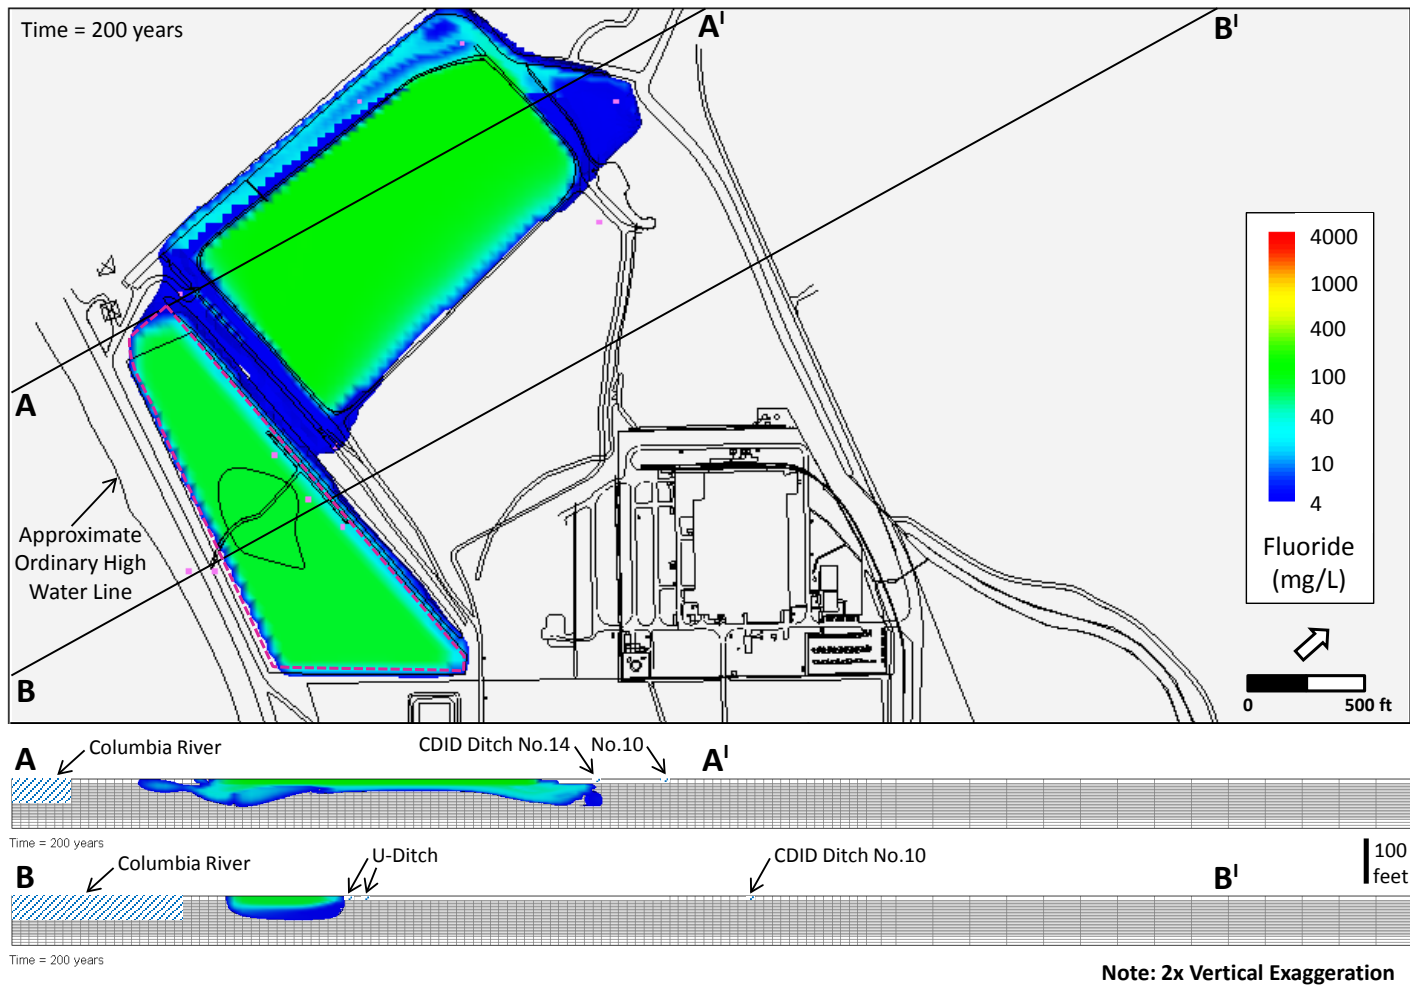 Time = 200 years
A'
B'
4000
1000
400
100
40
10
4
Fluoride
(mg/L)
0
500 ft
A
Approximate
Ordinary High
Water Line
B
A
Columbia River
CDID Ditch No.14
No.10
A'
Time = 200 years
B
Columbia River
U-Ditch
CDID Ditch No.10
B'
100
feet
Time = 200 years
Note: 2x Vertical Exaggeration